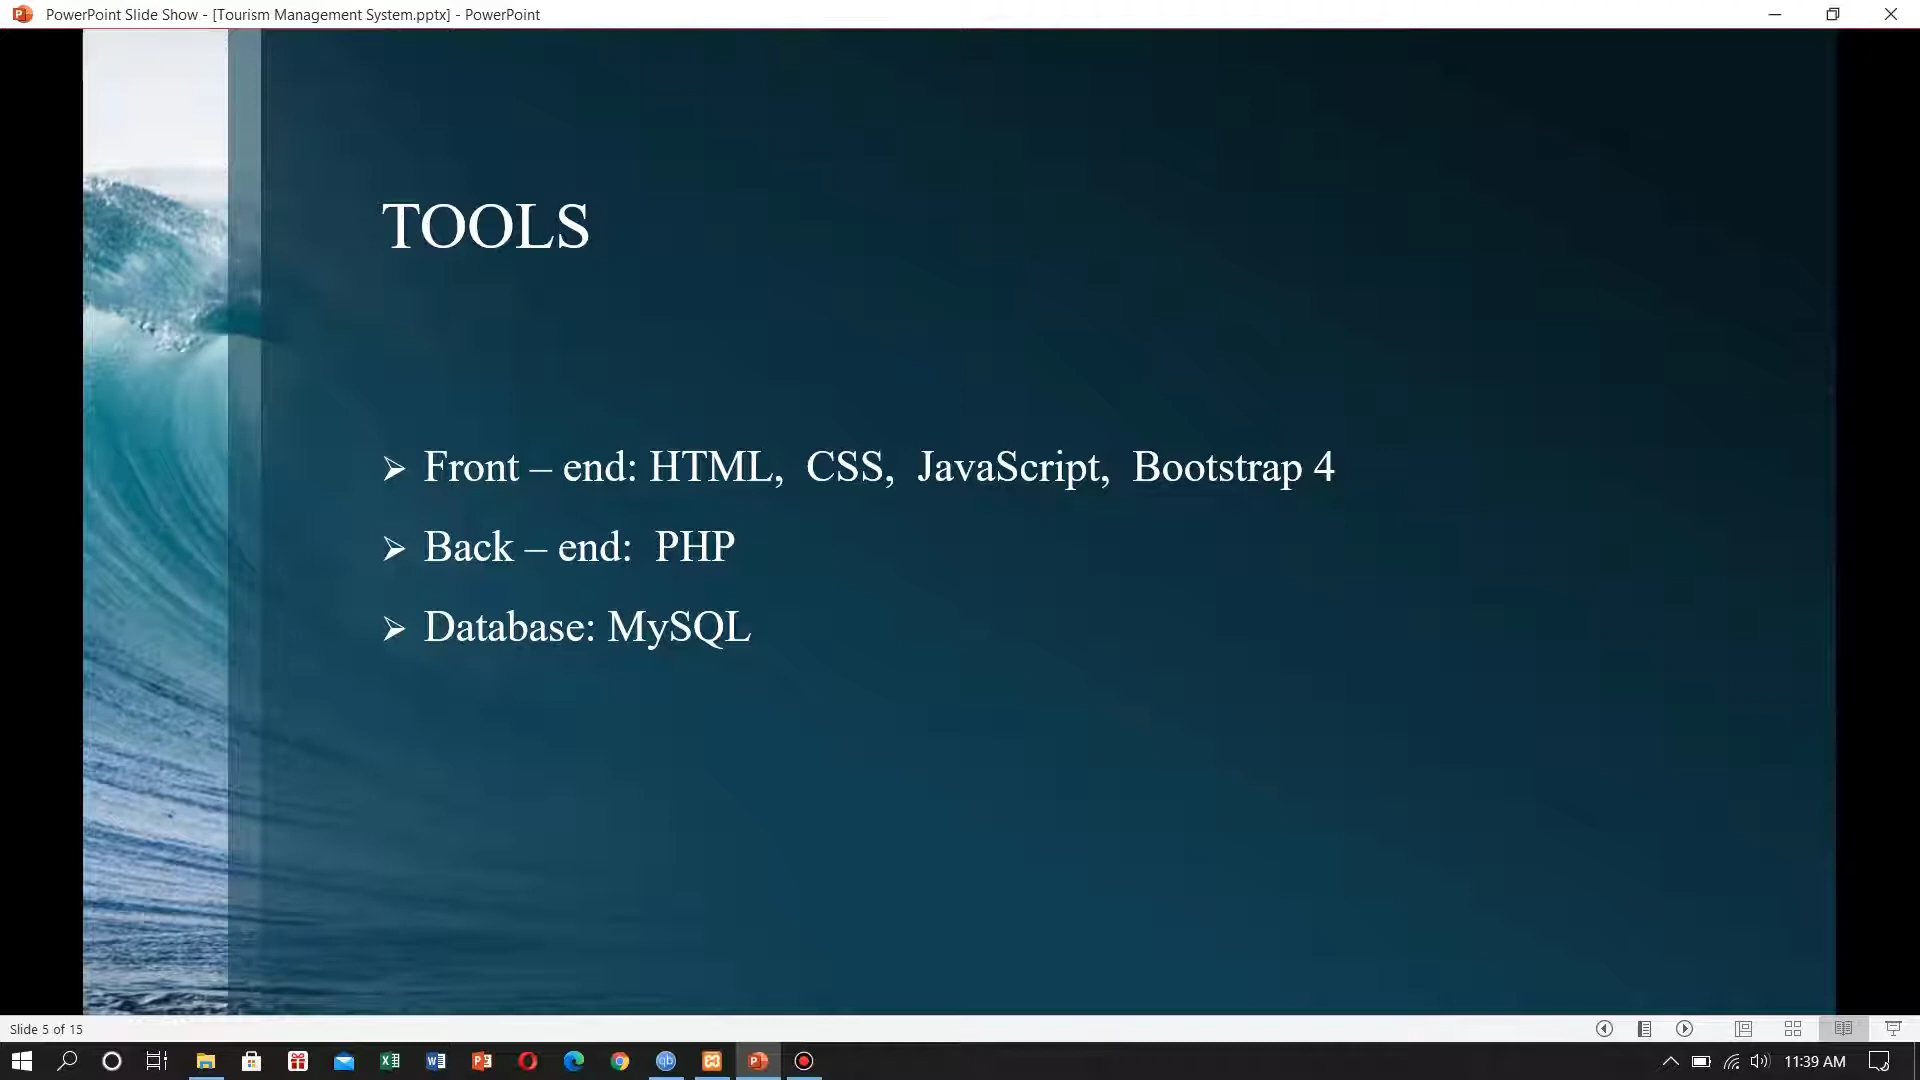 PowerPoint Slide Show - [Tourism Management System.pptx] - PowerPoint
TOOLS
➢ Front – end: HTML, CSS, JavaScript, Bootstrap 4
➢ Back – end: PHP
➢ Database: MySQL
Slide 5 of 15
11:39 AM